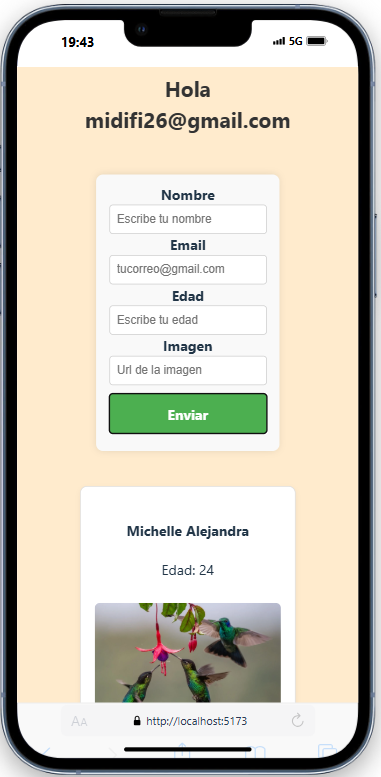 19:43
5G
Hola
midifi26@gmail.com
Nombre
Escribe tu nombre
Email
tucorreo@gmail.com
Edad
Escribe tu edad
Imagen
Url de la imagen
Enviar
Michelle Alejandra
Edad: 24
AA
http://localhost:5173